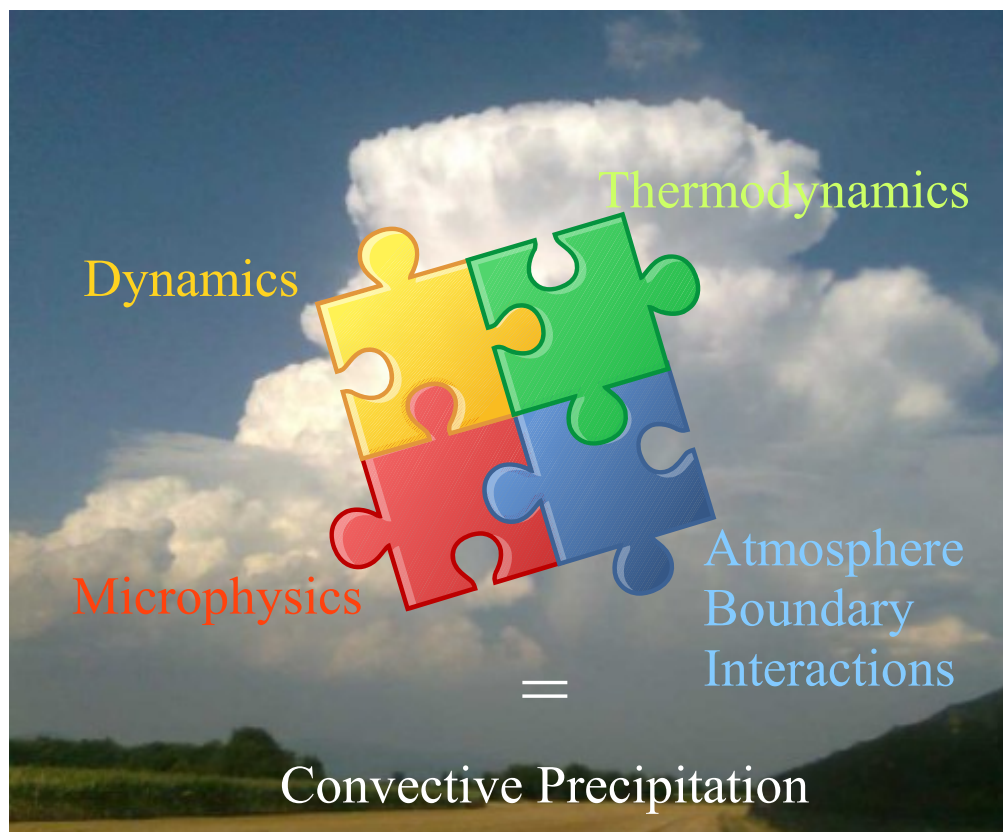 Thermodynamics
Dynamics
Microphysics
Atmosphere
Boundary
Interactions
=
Convective Precipitation